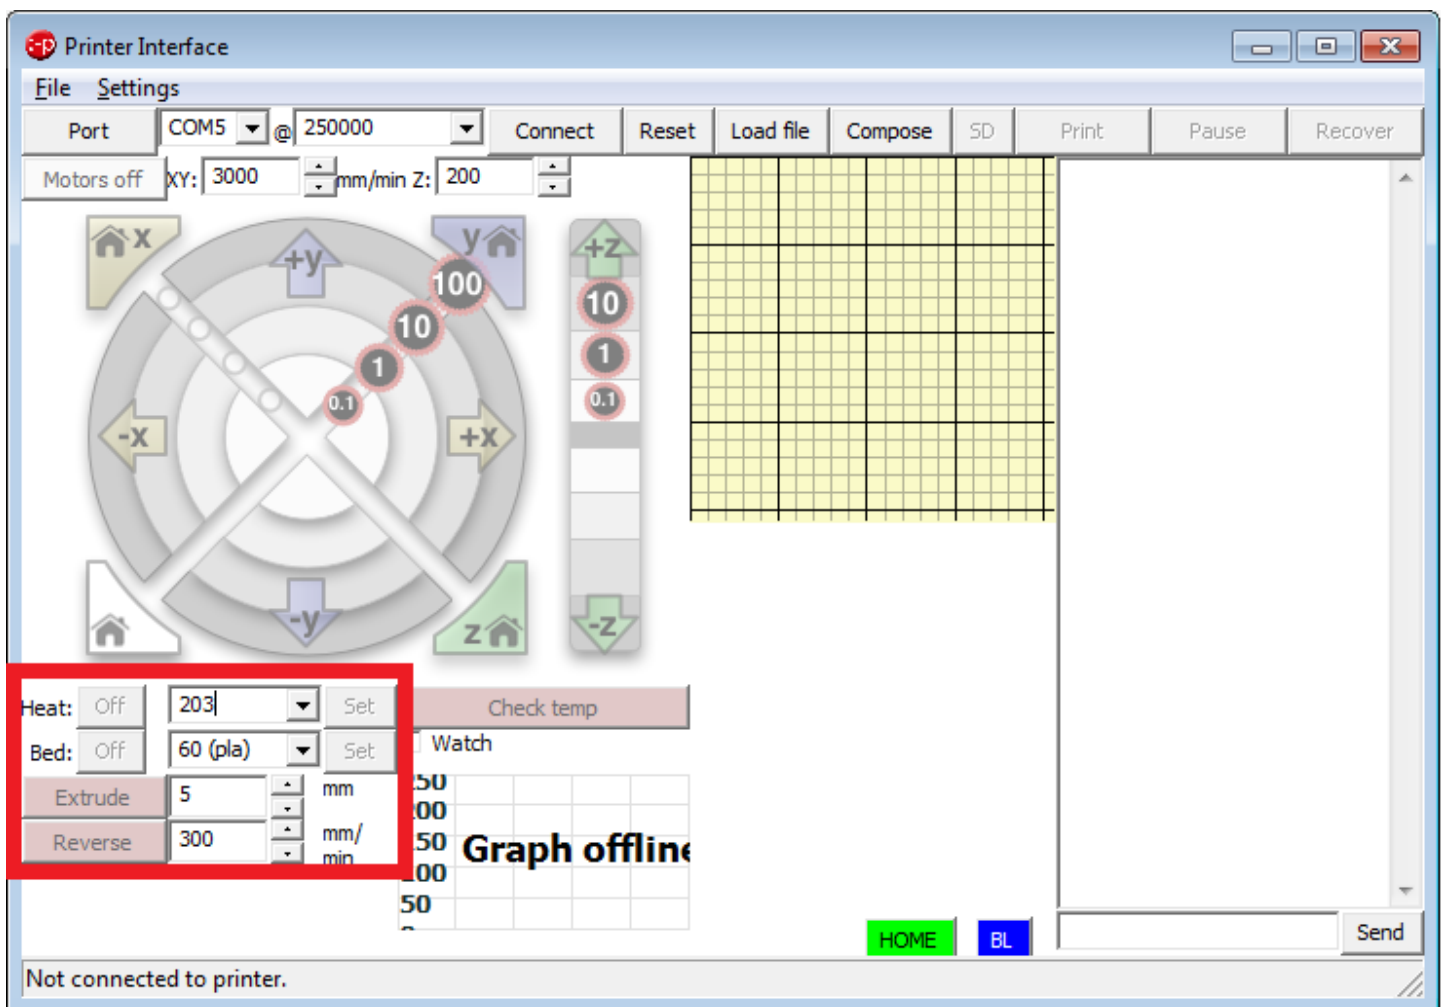 Printer Interface
File Settings
Port COM5 @ 250000 Connect Reset Load file Compose SD Print Pause Recover
Motors off XY: 3000 mm/min Z: 200
x +y y +z
100 10
10 1
1 0.1
0.1
-x +x
-y z -z
Heat: Off 203 Set Check temp
Bed: Off 60 (pla) Set Watch
Extrude 5 mm
Reverse 300 mm/
min
Graph offline
50
HOME BL Send
Not connected to printer.